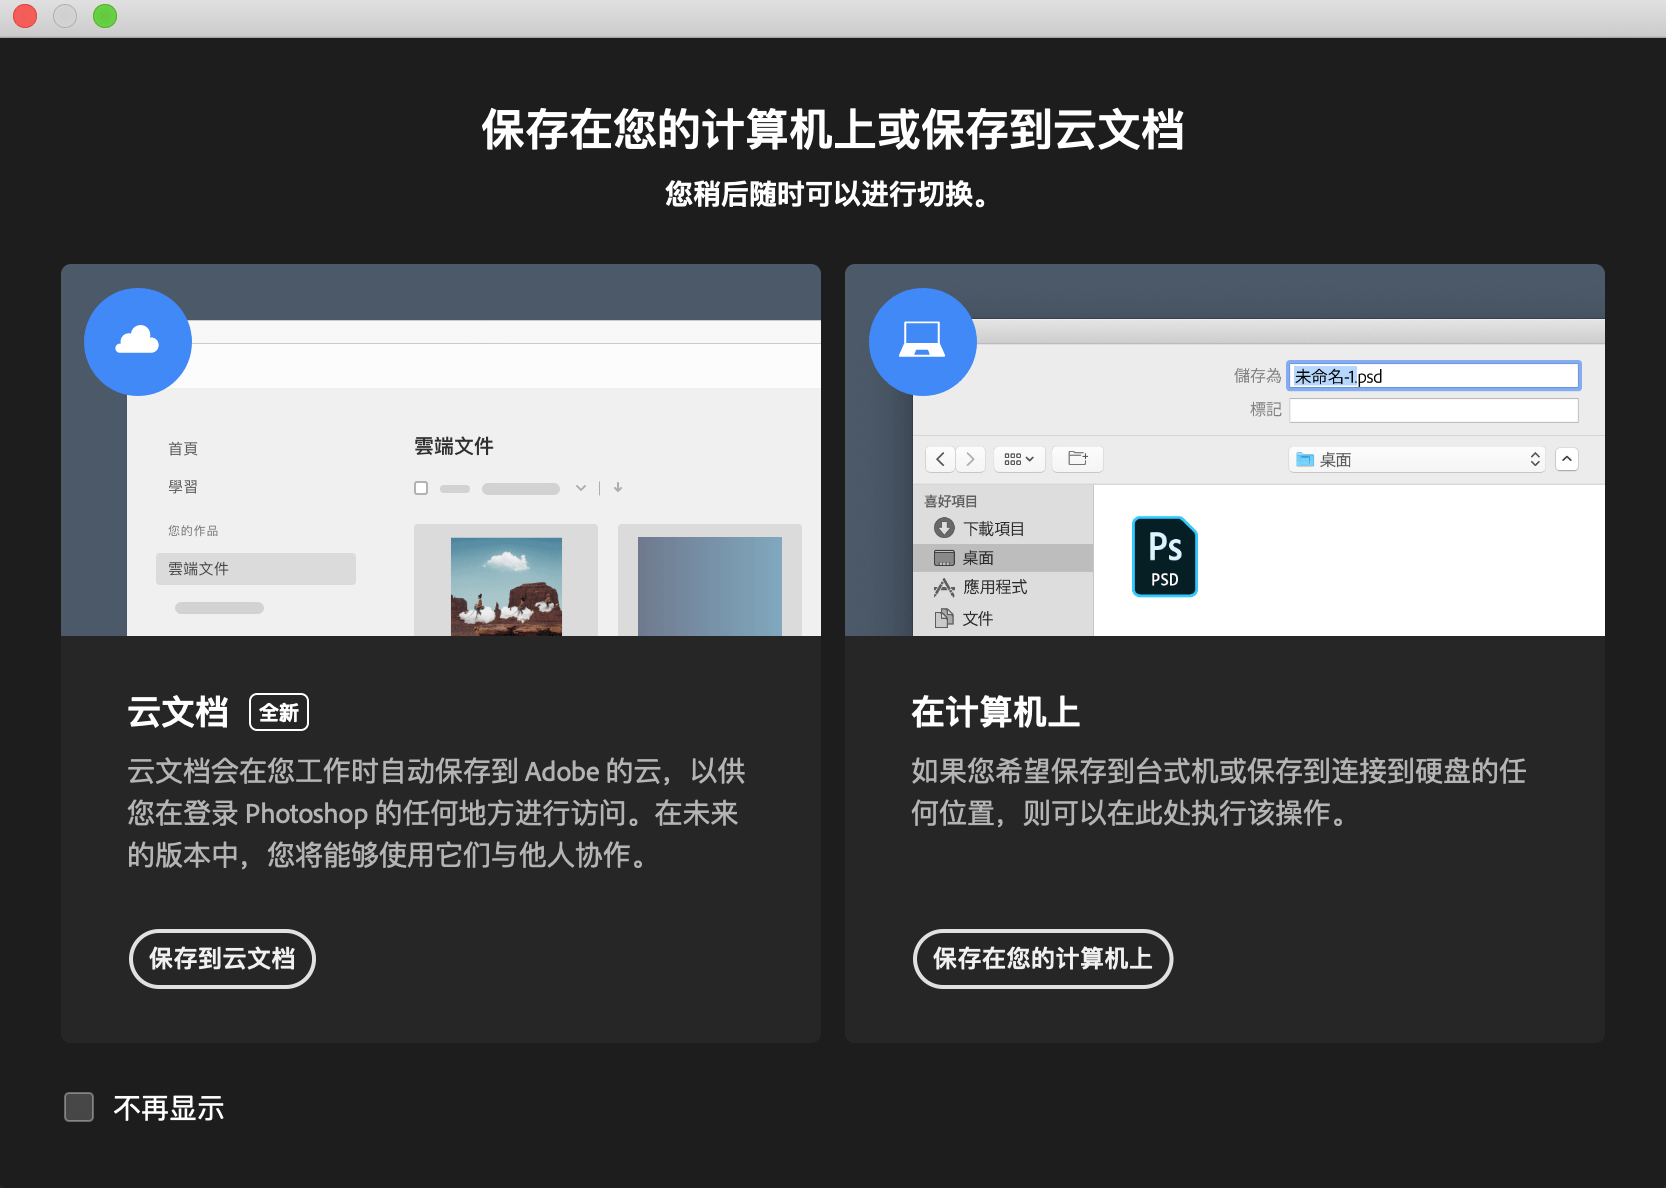 保存在您的计算机上或保存到云文档
您稍后随时可以进行切换。
首頁
學習
您的作品
雲端文件
雲端文件
儲存為
未命名-1.psd
標記
桌面
喜好項目
下載項目
桌面
應用程式
文件
Ps
PSD
云文档 全新
云文档会在您工作时自动保存到 Adobe 的云，以供
您在登录 Photoshop 的任何地方进行访问。在未来
的版本中，您将能够使用它们与他人协作。
保存到云文档
在计算机上
如果您希望保存到台式机或保存到连接到硬盘的任
何位置，则可以在此处执行该操作。
保存在您的计算机上
不再显示